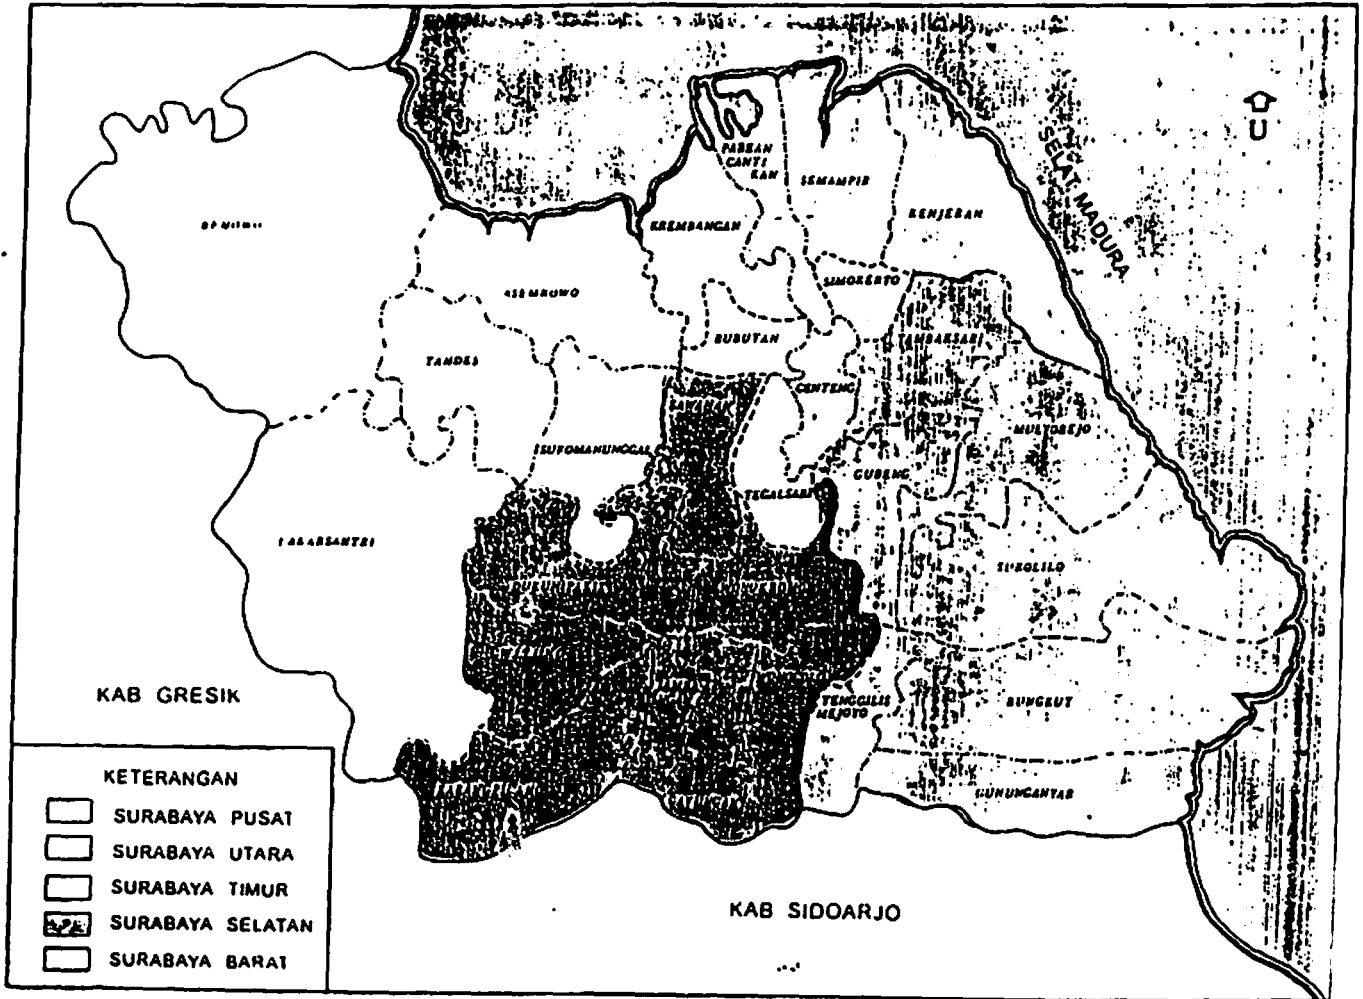 U
SELAT MADURA
PABEAN
CANTI
KAN
SEMAMPIR
KENJERAN
KREMBANGAN
ASEMROWO
SIMOKERTO
BUBUTAN
TAMBAKSARI
TANDES
GENTENG
MULYOREJO
SUKOMANUNGGAL
GUBENG
TEGALSARI
LAKARSANTRI
SUKOLILO
TENGGILIS
MEJOYO
RUNGKUT
GUNUNGANYAR
KAB GRESIK
KAB SIDOARJO
KETERANGAN
SURABAYA PUSAT
SURABAYA UTARA
SURABAYA TIMUR
SURABAYA SELATAN
SURABAYA BARAT